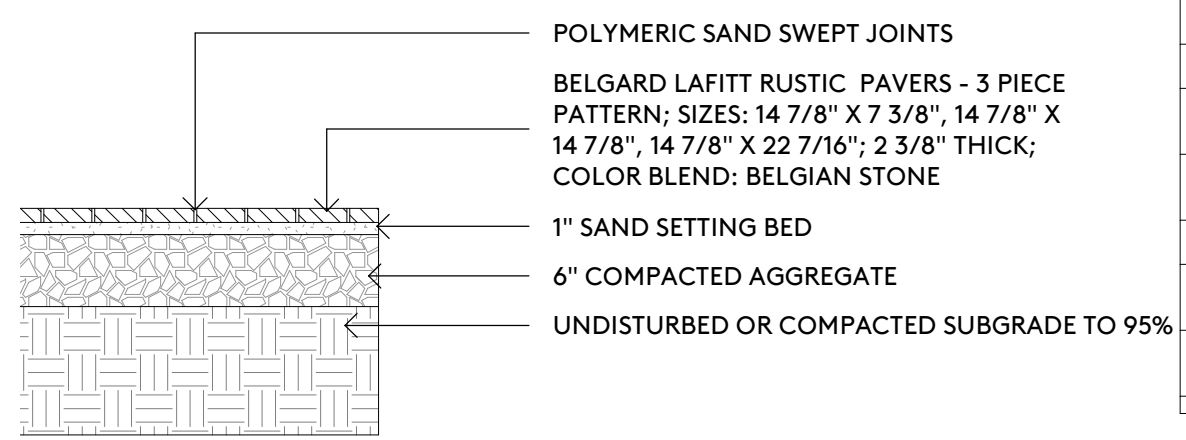 POLYMERIC SAND SWEPT JOINTS
BELGARD LAFITT RUSTIC PAVERS - 3 PIECE
PATTERN; SIZES: 14 7/8" X 7 3/8", 14 7/8" X
14 7/8", 14 7/8" X 22 7/16"; 2 3/8" THICK;
COLOR BLEND: BELGIAN STONE
1" SAND SETTING BED
6" COMPACTED AGGREGATE
UNDISTURBED OR COMPACTED SUBGRADE TO 95%